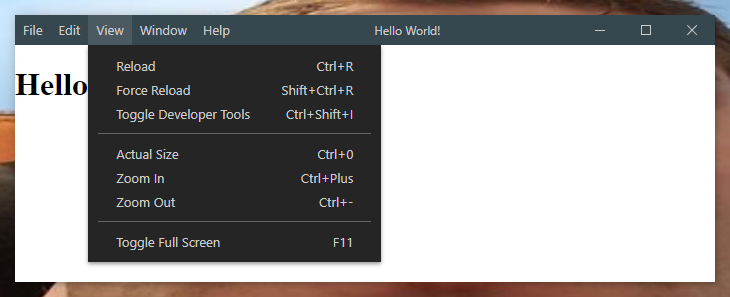 File Edit View Window Help Hello World!
Hello
Reload Ctrl+R
Force Reload Shift+Ctrl+R
Toggle Developer Tools Ctrl+Shift+I
Actual Size Ctrl+0
Zoom In Ctrl+Plus
Zoom Out Ctrl+-
Toggle Full Screen F11